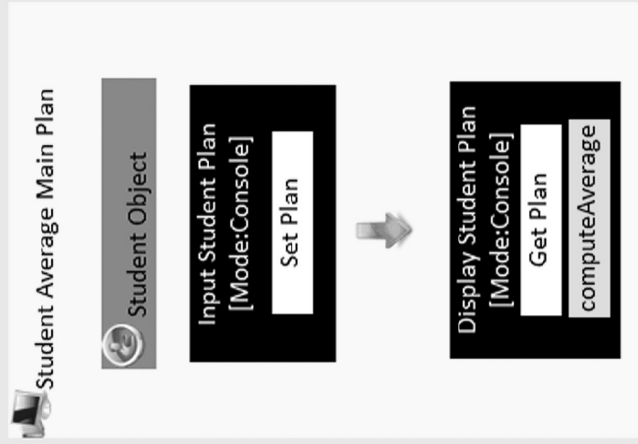 Student Average Main Plan
Student Object
Input Student Plan
[Mode:Console]
Set Plan
Display Student Plan
[Mode:Console]
Get Plan
computeAverage